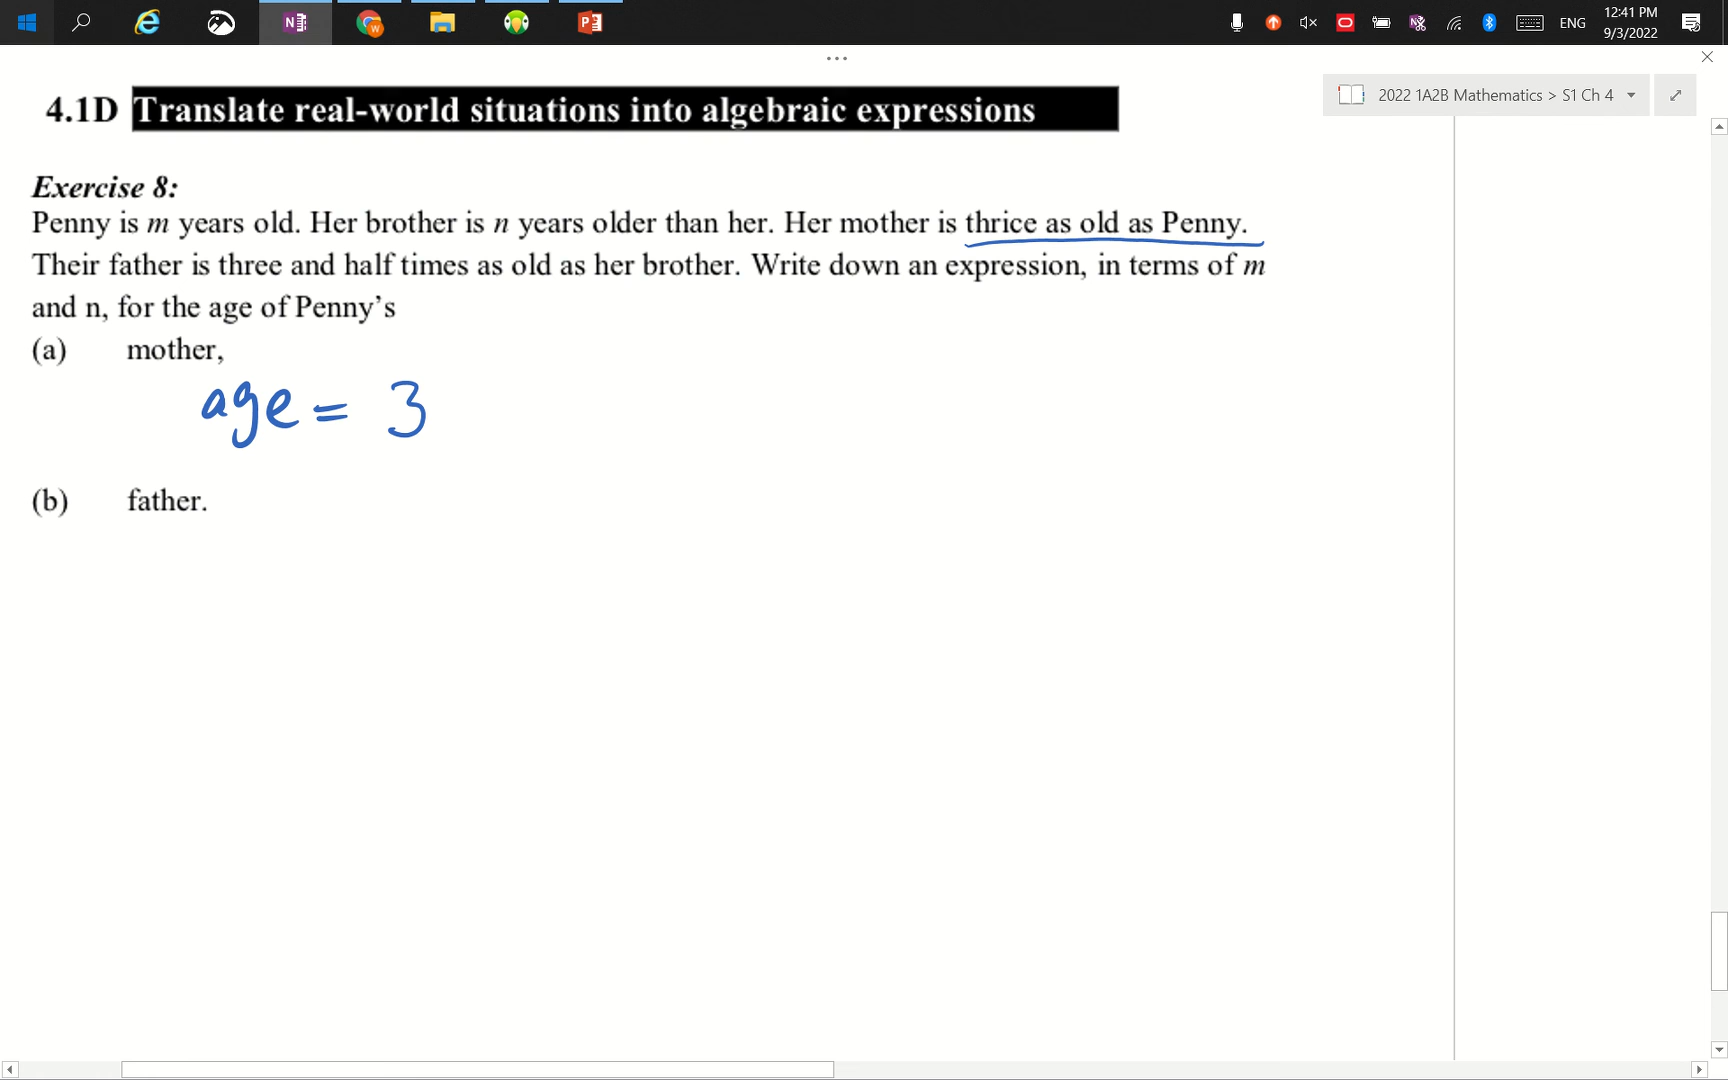 ENG
12:41 PM
9/3/2022
2022 1A2B Mathematics > S1 Ch 4
4.1D Translate real-world situations into algebraic expressions
Exercise 8:
Penny is m years old. Her brother is n years older than her. Her mother is thrice as old as Penny.
Their father is three and half times as old as her brother. Write down an expression, in terms of m
and n, for the age of Penny’s
(a) mother,
age = 3
(b) father.